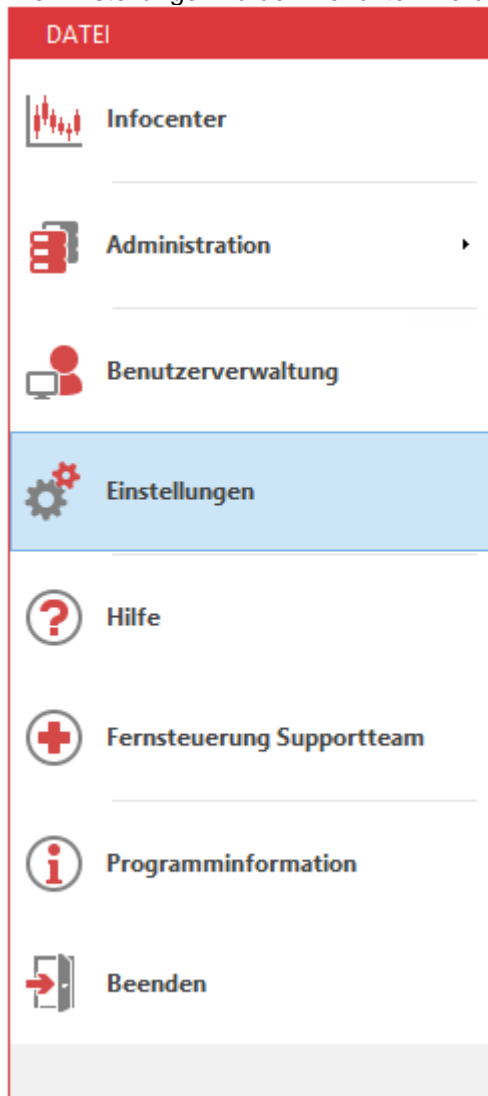 DATEI
Infocenter
Administration
Benutzerverwaltung
Einstellungen
Hilfe
Fernsteuerung Supportteam
Programminformation
Beenden